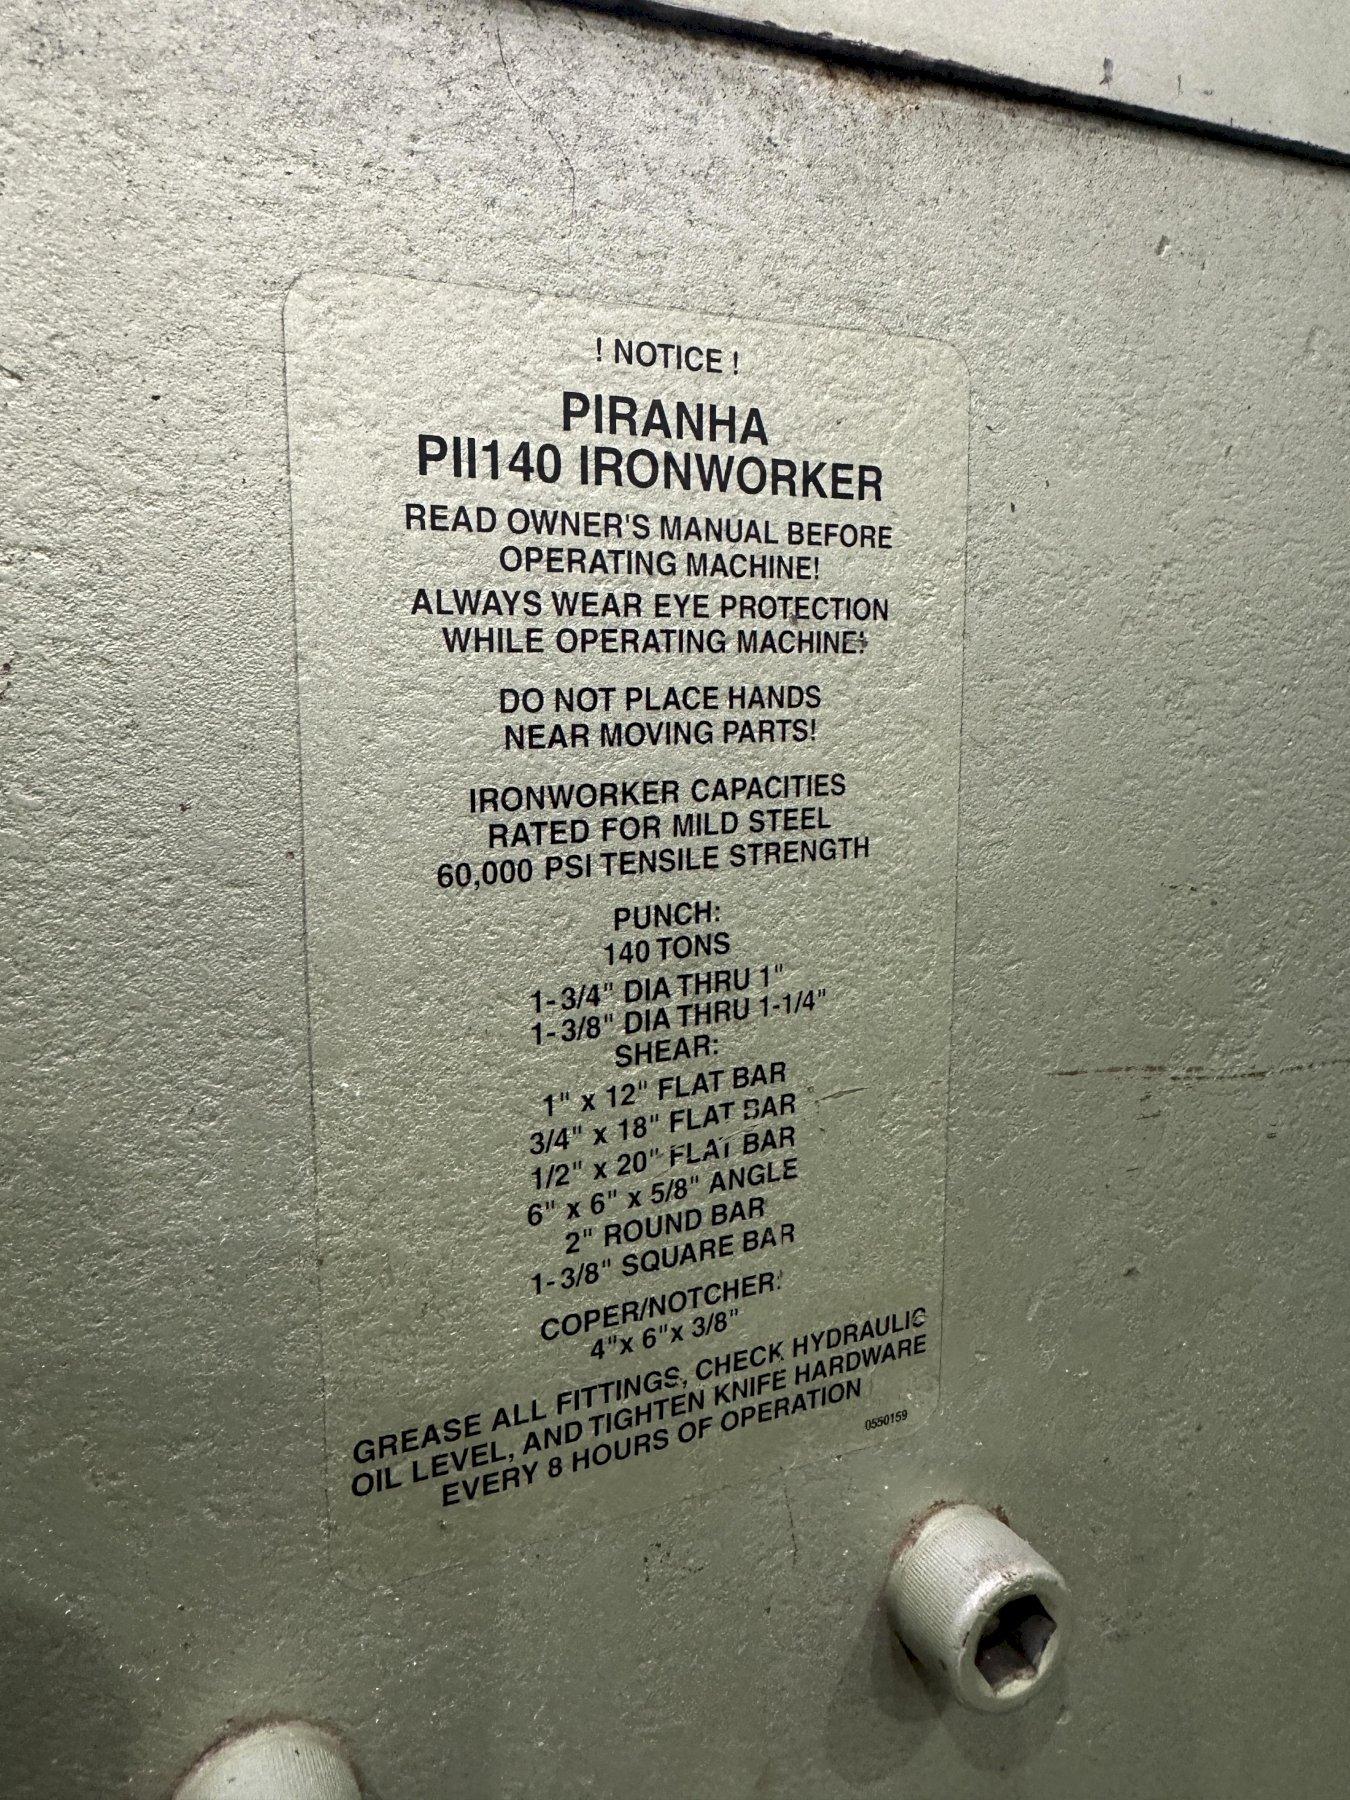 ! NOTICE !
PIRANHA
PII140 IRONWORKER
READ OWNER'S MANUAL BEFORE
OPERATING MACHINE!
ALWAYS WEAR EYE PROTECTION
WHILE OPERATING MACHINE!
DO NOT PLACE HANDS
NEAR MOVING PARTS!
IRONWORKER CAPACITIES
RATED FOR MILD STEEL
60,000 PSI TENSILE STRENGTH
PUNCH:
140 TONS
1-3/4" DIA THRU 1"
1-3/8" DIA THRU 1-1/4"
SHEAR:
1" x 12" FLAT BAR
3/4" x 18" FLAT BAR
1/2" x 20" FLAT BAR
6" x 6" x 5/8" ANGLE
2" ROUND BAR
1-3/8" SQUARE BAR
COPER/NOTCHER:
4"x 6"x 3/8"
GREASE ALL FITTINGS, CHECK HYDRAULIC
OIL LEVEL, AND TIGHTEN KNIFE HARDWARE
EVERY 8 HOURS OF OPERATION
0550159